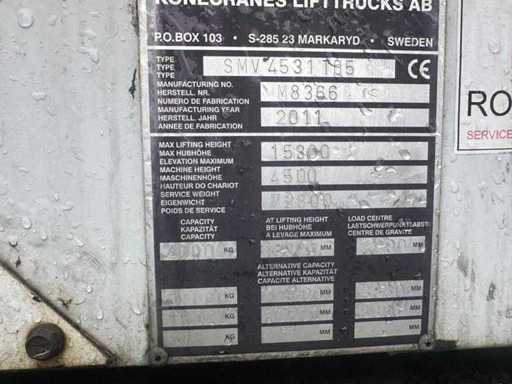 KONECRANES LIFTTRUCKS AB
P.O.BOX 103 • S-285 23 MARKARYD • SWEDEN
TYPE
TYPE
TYPE
SMV 4531 CE
MANUFACTURING NO.
HERSTELL. NR.
NUMERO DE FABRICATION
M8366
MANUFACTURING YEAR
HERSTELL. JAHR
ANNEE DE FABRICATION
2011
MAX LIFTING HEIGHT
MAX HUBHÖHE
ELEVATION MAXIMUM
15300
MACHINE HEIGHT
MASCHINENHÖHE
HAUTEUR DU CHARIOT
4500
SERVICE WEIGHT
EIGENWICHT
POIDS DE SERVICE
CAPACITY
KAPAZITÄT
CAPACITY
AT LIFTING HEIGHT
BEI HUBHÖHE
A LEVAGE MAXIMUM
LOAD CENTRE
LASTSCHWERPUNKTABST.
CENTRE DE GRAVITE
KG MM MM
ALTERNATIVE CAPACITY
ALTERNATIVE KAPAZITÄT
CAPACITE ALTERNATIVE
KG MM MM
KG MM MM
KG MM MM
RO
SERVICE